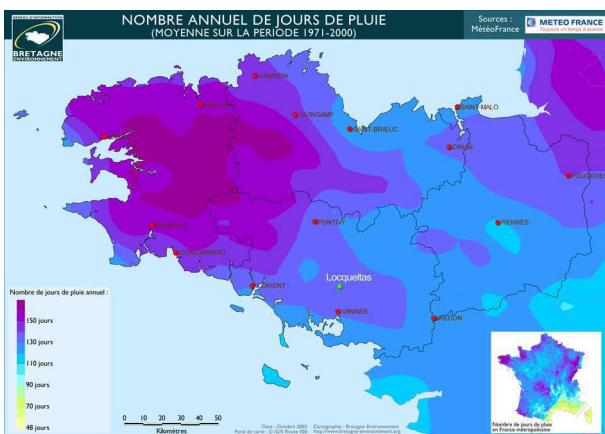 RESEAU D'INFORMATION
BRETAGNE
ENVIRONNEMENT
NOMBRE ANNUEL DE JOURS DE PLUIE
(MOYENNE SUR LA PERIODE 1971-2000)
Sources :
MétéoFrance
METEO FRANCE
Toujours un temps d'avance
LANNION
GUINGAMP
SAINT-MALO
SAINT-BRIEUC
DINAN
FOUGERES
PONTIVY
RENNES
CONCARNEAU
Locqueltas
LORIENT
VANNES
REDON
Nombre de jours de pluie annuel :
150 jours
130 jours
110 jours
90 jours
70 jours
48 jours
0 10 20 30 40 50
Kilomètres
Date - Octobre 2005 Cartographie : Bretagne Environnement
Fond de carte : © IGN Route 500 http://www.bretagne-environnement.org
Nombre de jours de pluie
en France métropolitaine